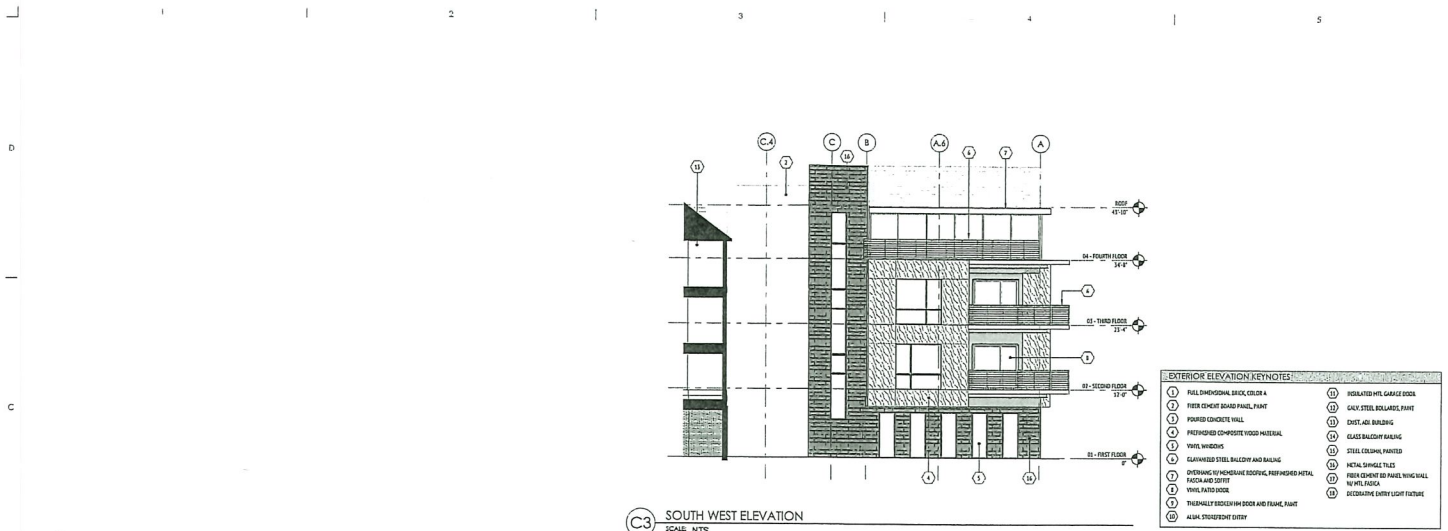 1 2 3 4 5
D
C.4 C B A.6 A
13 2 16 6 7
ROOF
45'-10"
04 - FOURTH FLOOR
34'-8"
6
03 - THIRD FLOOR
23'-4"
8
02 - SECOND FLOOR
12'-0"
C
01 - FIRST FLOOR
0"
4 5 16
C3 SOUTH WEST ELEVATION
SCALE NTS
EXTERIOR ELEVATION KEYNOTES:
1 FULL DIMENSIONAL BRICK, COLOR A
2 FIBER CEMENT BOARD PANEL, PAINT
3 POURED CONCRETE WALL
4 PREFINISHED COMPOSITE WOOD MATERIAL
5 VINYL WINDOWS
6 GLAVANIZED STEEL BALCONY AND RAILING
7 OVERHANG W/ MEMBRANE ROOFING, PREFINISHED METAL
FASCIA AND SOFFIT
8 VINYL PATIO DOOR
9 THERMALLY BROKEN HM DOOR AND FRAME, PAINT
10 ALUM. STOREFRONT ENTRY
11 INSULATED MTL GARAGE DOOR
12 GALV. STEEL BOLLARDS, PAINT
13 EXIST. ADJ. BUILDING
14 GLASS BALCONY RAILING
15 STEEL COLUMN, PAINTED
16 METAL SHINGLE TILES
17 FIBER CEMENT BD PANEL WING WALL
W/ MTL FASICA
18 DECORATIVE ENTRY LIGHT FIXTURE